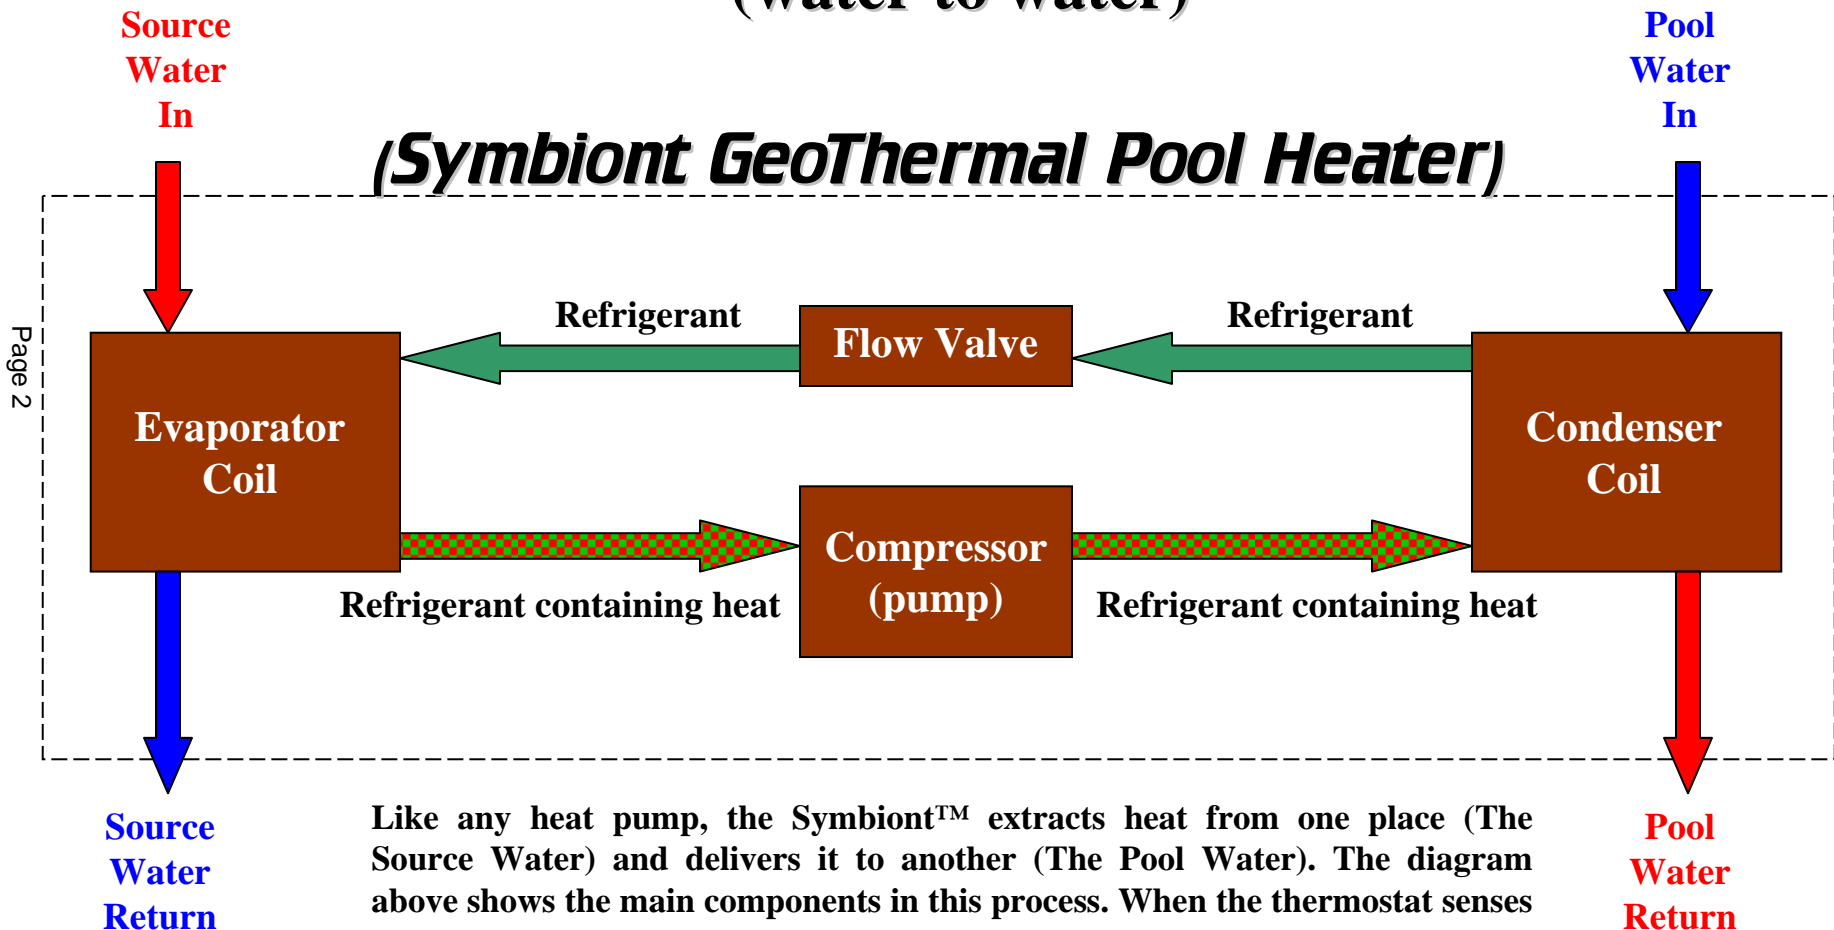 (water to water)
Source
Water
In
Pool
Water
In
(Symbiont GeoThermal Pool Heater)
Page 2
Refrigerant
Flow Valve
Refrigerant
Evaporator
Coil
Condenser
Coil
Compressor
(pump)
Refrigerant containing heat
Refrigerant containing heat
Source
Water
Return
Like any heat pump, the Symbiont™ extracts heat from one place (The
Source Water) and delivers it to another (The Pool Water). The diagram
above shows the main components in this process. When the thermostat senses
Pool
Water
Return